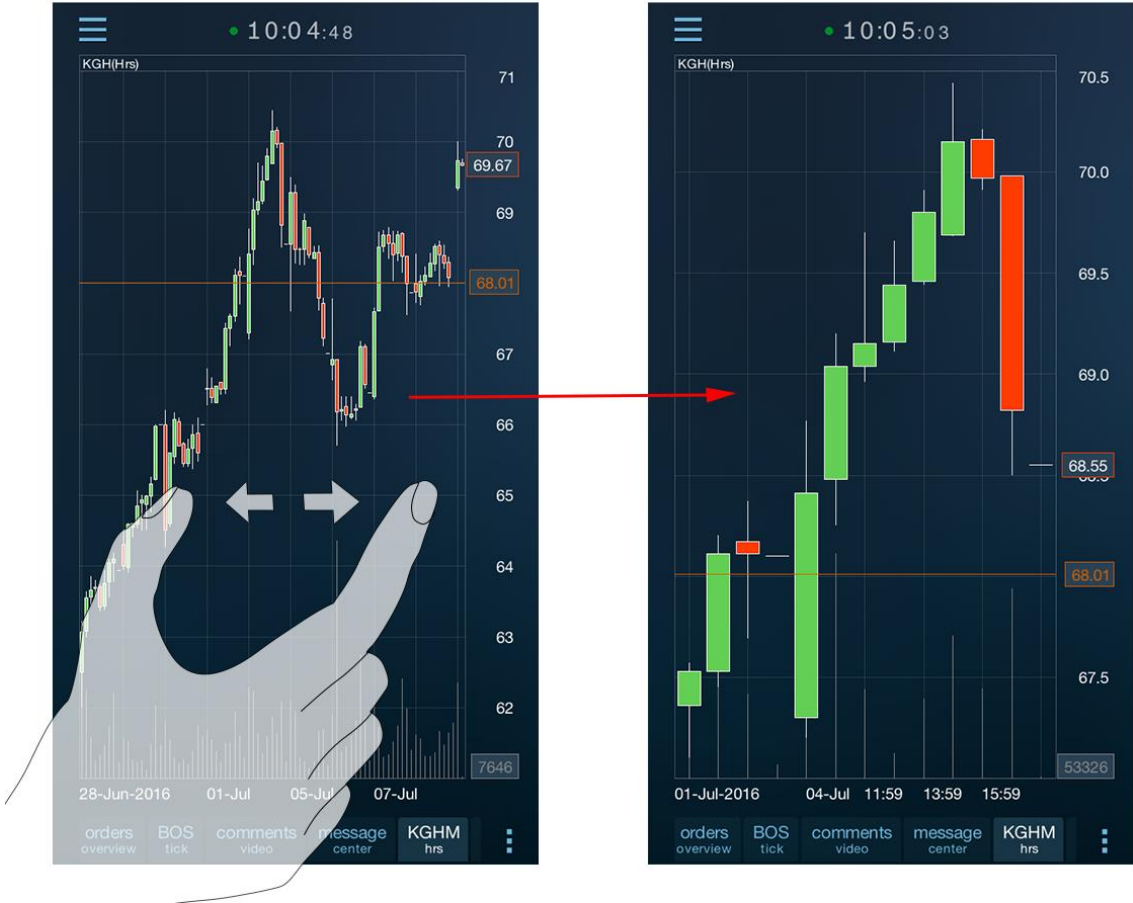 10:04:48
KGH(Hrs)
71
70
69.67
69
68.01
67
66
65
64
63
62
7646
28-Jun-2016 01-Jul 05-Jul 07-Jul
orders BOS comments message KGHM
overview tick video center hrs
10:05:03
KGH(Hrs)
70.5
70.0
69.5
69.0
68.55
68.5
68.01
67.5
53326
01-Jul-2016 04-Jul 11:59 13:59 15:59
orders BOS comments message KGHM
overview tick video center hrs